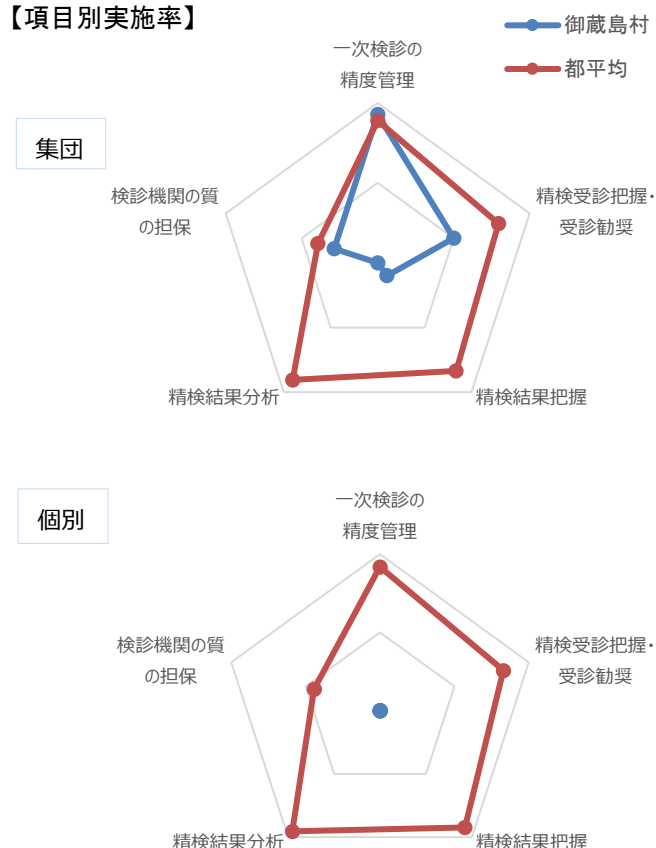 【項目別実施率】
御蔵島村
都平均
集団
一次検診の
精度管理
精検受診把握・
受診勧奨
精検結果把握
精検結果分析
検診機関の質
の担保
個別
一次検診の
精度管理
精検受診把握・
受診勧奨
精検結果把握
精検結果分析
検診機関の質
の担保